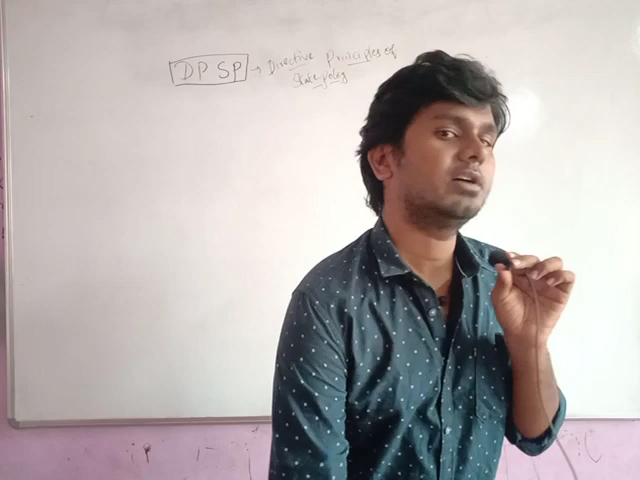 DPSP → Directive Principles of
State policy